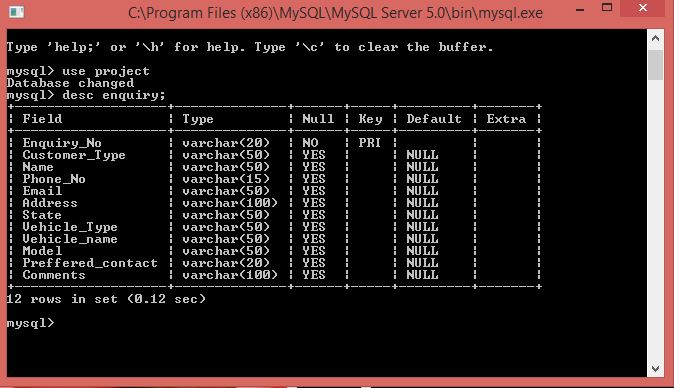 C:\Program Files (x86)\MySQL\MySQL Server 5.0\bin\mysql.exe
Type 'help;' or '\h' for help. Type '\c' to clear the buffer.
mysql> use project
Database changed
mysql> desc enquiry;
+------------------+--------------+------+-----+---------+-------+
| Field            | Type         | Null | Key | Default | Extra |
+------------------+--------------+------+-----+---------+-------+
| Enquiry_No       | varchar(20)  | NO   | PRI |         |       |
| Customer_Type    | varchar(50)  | YES  |     | NULL    |       |
| Name             | varchar(50)  | YES  |     | NULL    |       |
| Phone_No         | varchar(15)  | YES  |     | NULL    |       |
| Email            | varchar(50)  | YES  |     | NULL    |       |
| Address          | varchar(100) | YES  |     | NULL    |       |
| State            | varchar(50)  | YES  |     | NULL    |       |
| Vehicle_Type     | varchar(50)  | YES  |     | NULL    |       |
| Vehicle_name     | varchar(50)  | YES  |     | NULL    |       |
| Model            | varchar(50)  | YES  |     | NULL    |       |
| Preffered_contact | varchar(20)  | YES  |     | NULL    |       |
| Comments         | varchar(100) | YES  |     | NULL    |       |
+------------------+--------------+------+-----+---------+-------+
12 rows in set (0.12 sec)
mysql>